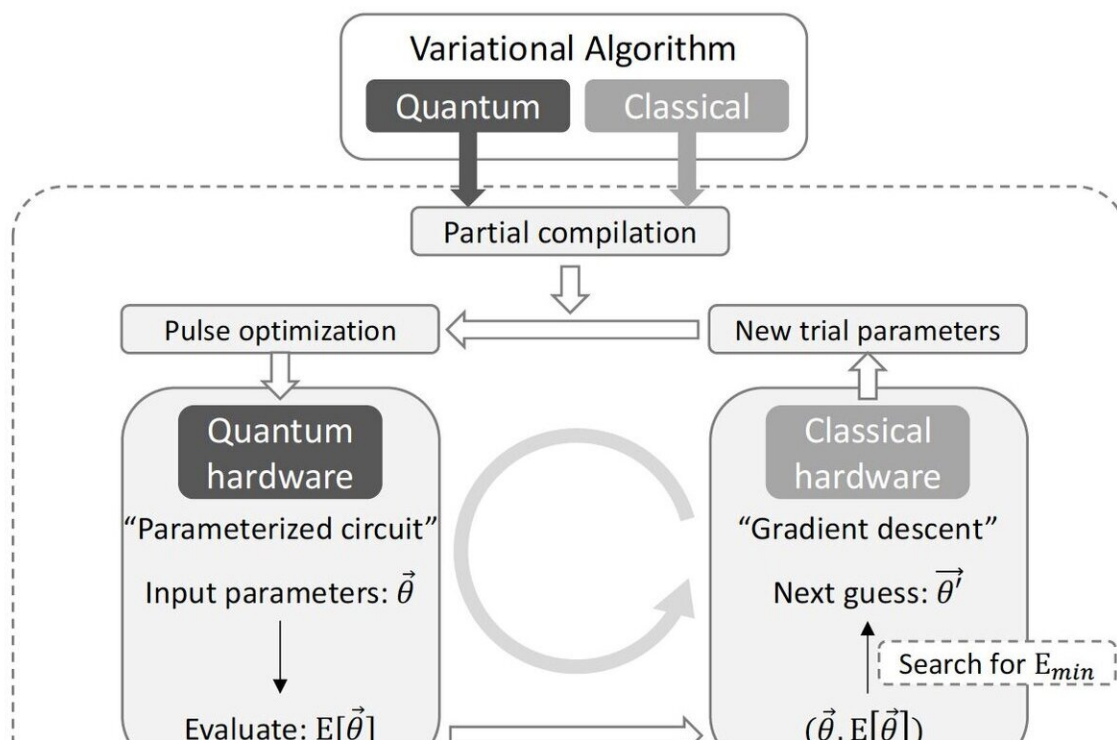 Variational Algorithm
Quantum
Classical
Partial compilation
Pulse optimization
New trial parameters
Quantum
hardware
Classical
hardware
“Parameterized circuit”
“Gradient descent”
Input parameters: θ⃗
Next guess: θ′⃗
Search for E_min
Evaluate: E[θ⃗]
(θ⃗, E[θ⃗])